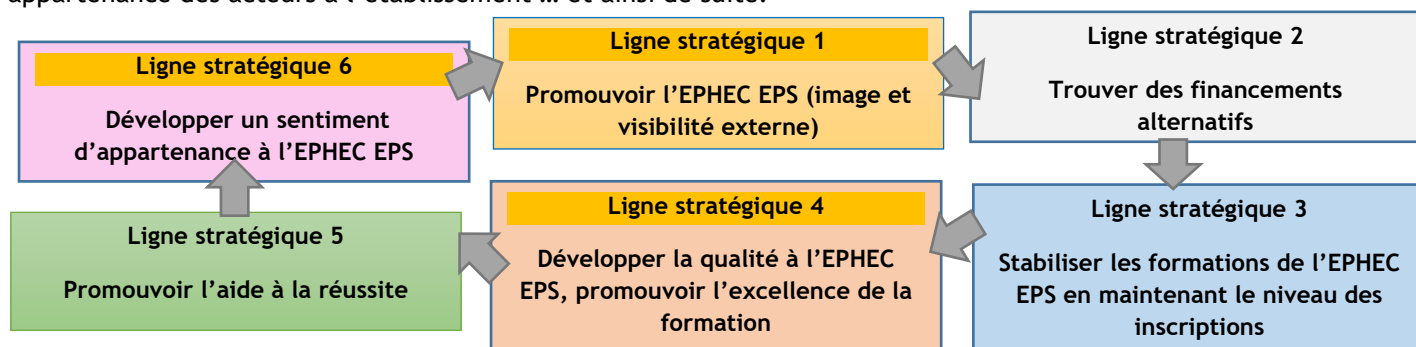 appartenance des acteurs à l'établissement … et ainsi de suite.
Ligne stratégique 1
Promouvoir l'EPHEC EPS (image et
visibilité externe)
Ligne stratégique 2
Trouver des financements
alternatifs
Ligne stratégique 3
Stabiliser les formations de l'EPHEC
EPS en maintenant le niveau des
inscriptions
Ligne stratégique 4
Développer la qualité à l'EPHEC
EPS, promouvoir l'excellence de la
formation
Ligne stratégique 5
Promouvoir l'aide à la réussite
Ligne stratégique 6
Développer un sentiment
d'appartenance à l'EPHEC EPS